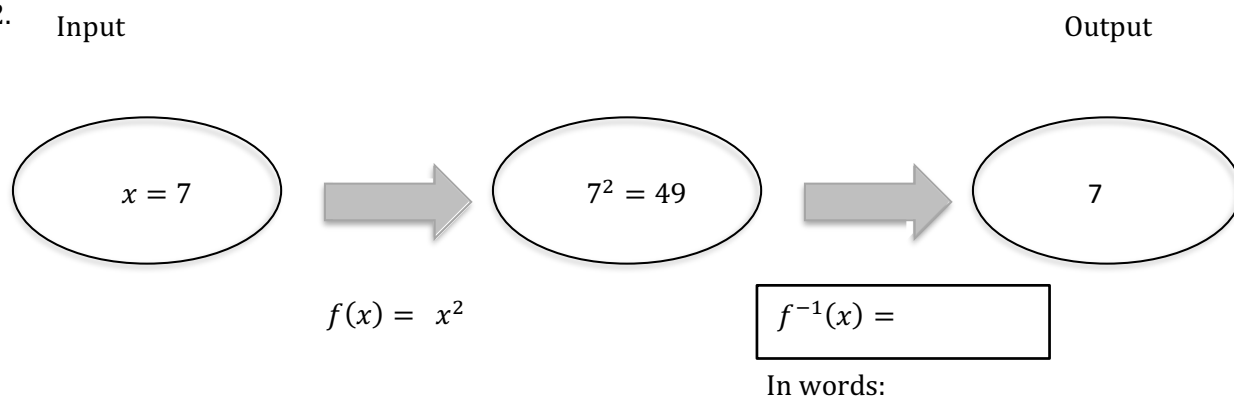 2.
Input Output
x = 7 7² = 49 7
f(x) = x² f⁻¹(x) =
In words: